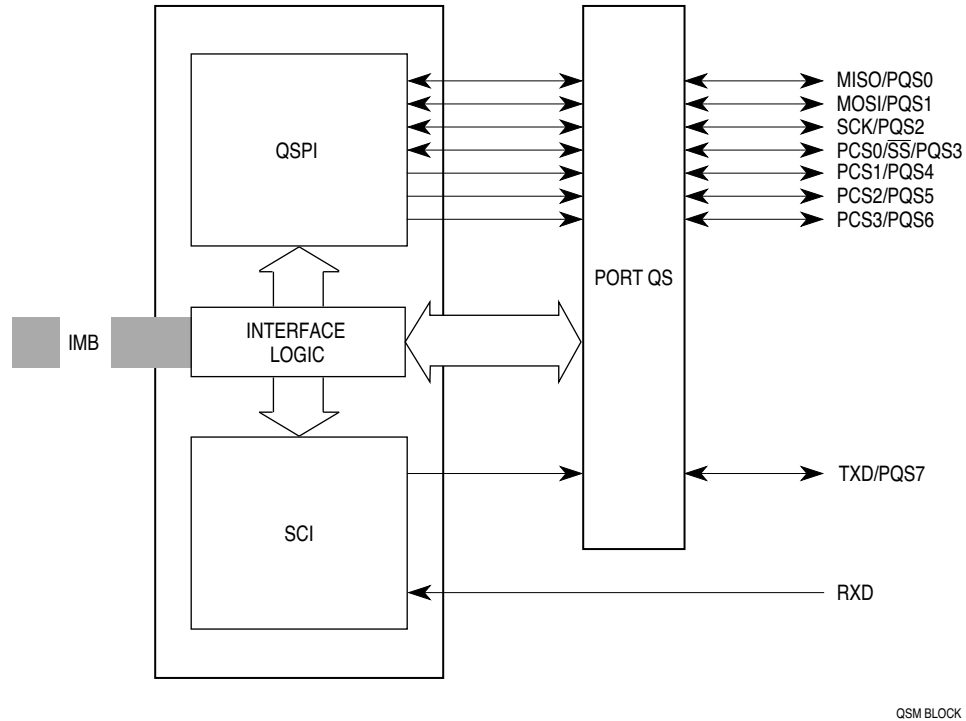 MISO/PQS0
MOSI/PQS1
SCK/PQS2
QSPI
PCS0/S̅S̅/PQS3
PCS1/PQS4
PCS2/PQS5
PCS3/PQS6
PORT QS
IMB
INTERFACE
LOGIC
TXD/PQS7
SCI
RXD
QSM BLOCK